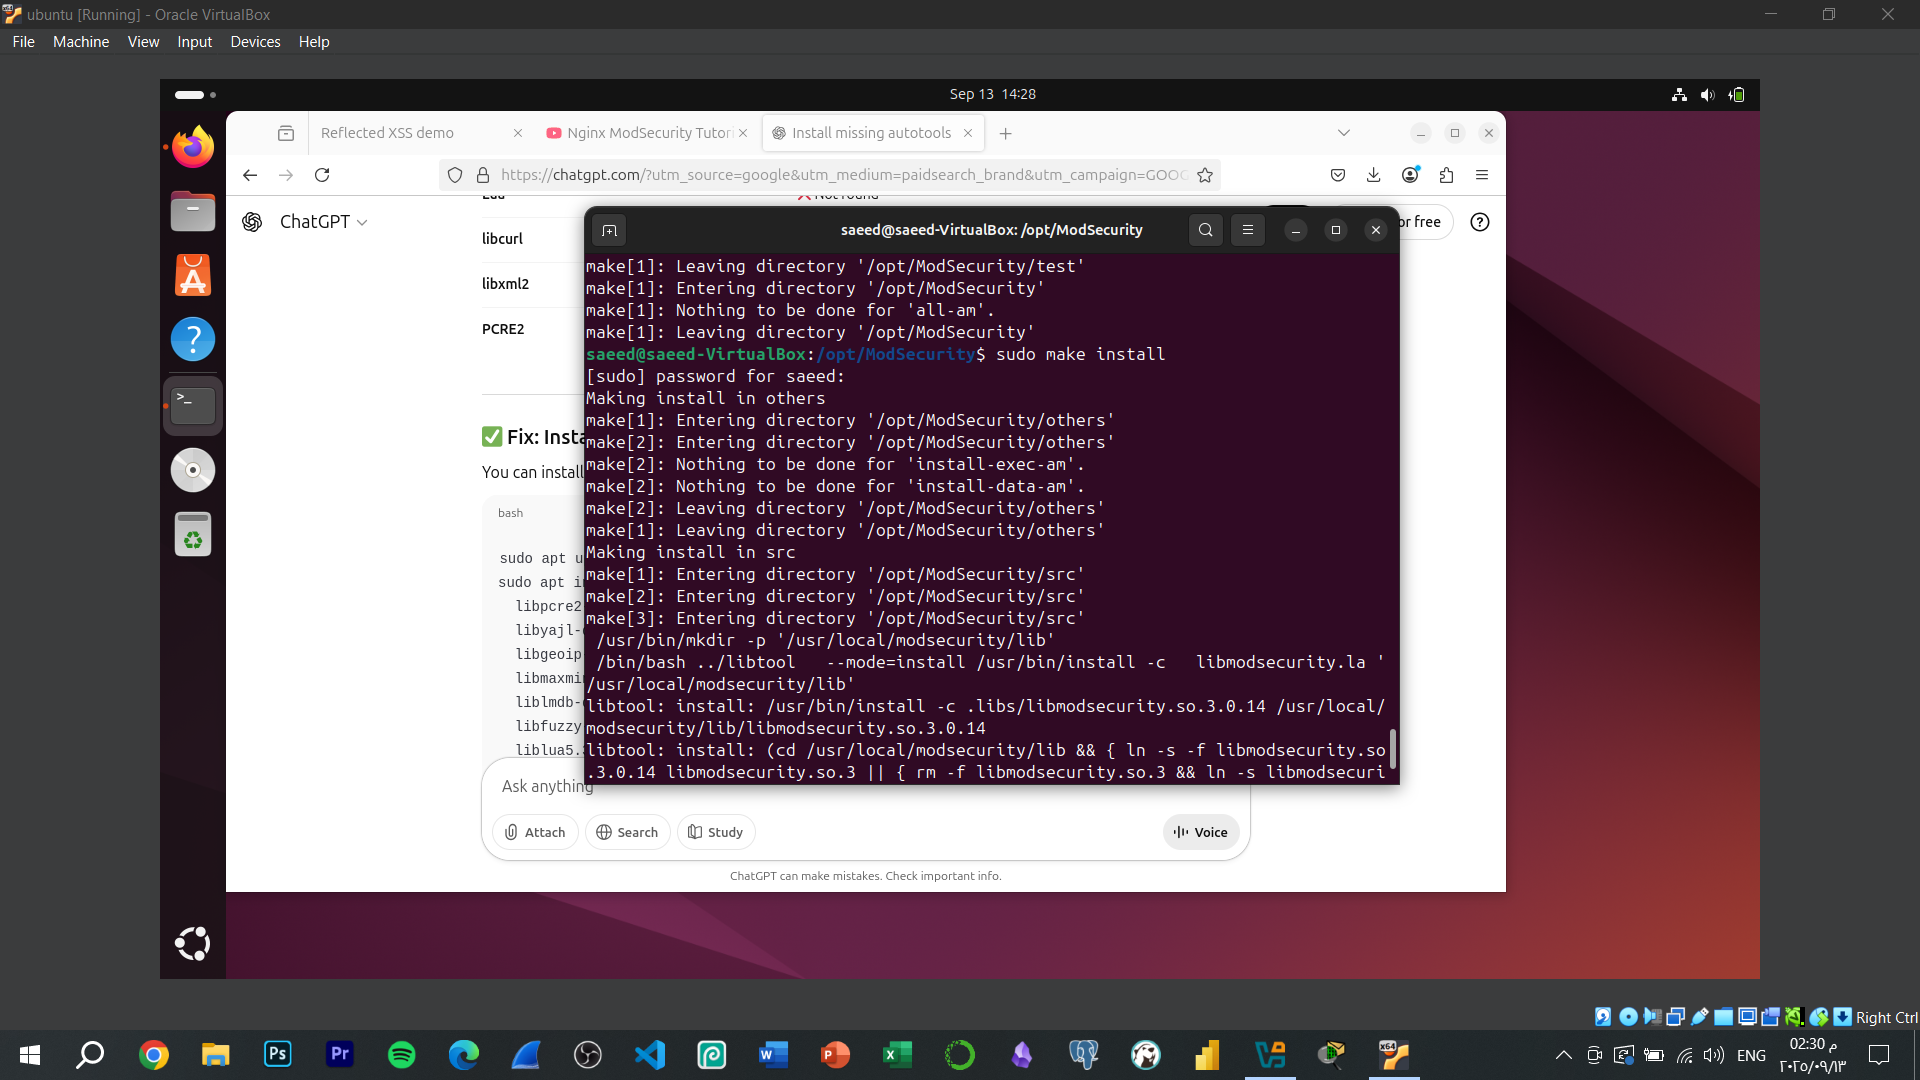 ubuntu [Running] - Oracle VirtualBox
File Machine View Input Devices Help
Sep 13 14:28
Reflected XSS demo
Nginx ModSecurity Tutori
Install missing autotools
https://chatgpt.com/?utm_source=google&utm_medium=paidsearch_brand&utm_campaign=GOOG
ChatGPT
or free
Lua
Not found
libcurl
libxml2
PCRE2
Fix: Insta
You can install
bash
sudo apt u
sudo apt in
libpcre2
libyajl-d
libgeoip
libmaxmin
liblmdb-d
libfuzzy
liblua5.3
Ask anything
Attach
Search
Study
Voice
ChatGPT can make mistakes. Check important info.
saeed@saeed-VirtualBox: /opt/ModSecurity
make[1]: Leaving directory '/opt/ModSecurity/test'
make[1]: Entering directory '/opt/ModSecurity'
make[1]: Nothing to be done for 'all-am'.
make[1]: Leaving directory '/opt/ModSecurity'
saeed@saeed-VirtualBox:/opt/ModSecurity$ sudo make install
[sudo] password for saeed:
Making install in others
make[1]: Entering directory '/opt/ModSecurity/others'
make[2]: Entering directory '/opt/ModSecurity/others'
make[2]: Nothing to be done for 'install-exec-am'.
make[2]: Nothing to be done for 'install-data-am'.
make[2]: Leaving directory '/opt/ModSecurity/others'
make[1]: Leaving directory '/opt/ModSecurity/others'
Making install in src
make[1]: Entering directory '/opt/ModSecurity/src'
make[2]: Entering directory '/opt/ModSecurity/src'
make[3]: Entering directory '/opt/ModSecurity/src'
/usr/bin/mkdir -p '/usr/local/modsecurity/lib'
/bin/bash ../libtool   --mode=install /usr/bin/install -c   libmodsecurity.la '
/usr/local/modsecurity/lib'
libtool: install: /usr/bin/install -c .libs/libmodsecurity.so.3.0.14 /usr/local/
modsecurity/lib/libmodsecurity.so.3.0.14
libtool: install: (cd /usr/local/modsecurity/lib && { ln -s -f libmodsecurity.so
.3.0.14 libmodsecurity.so.3 || { rm -f libmodsecurity.so.3 && ln -s libmodsecuri
Right Ctrl
ENG
02:30 م
٢٠٢٥/٠٩/١٣